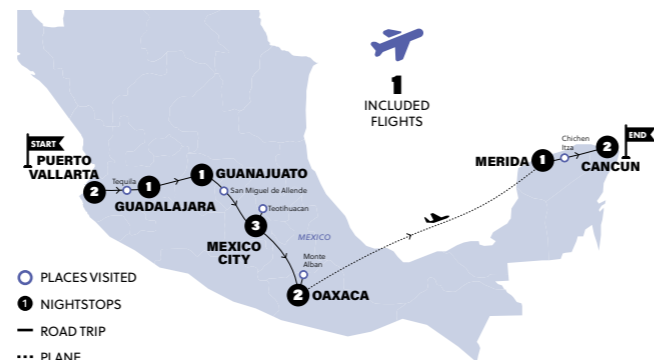 1
INCLUDED
FLIGHTS
START
PUERTO
VALLARTA
2
Tequila
1
GUADALAJARA
1
GUANAJUATO
San Miguel de Allende
Teotihuacan
3
MEXICO
CITY
MEXICO
Monte
Alban
2
OAXACA
MERIDA
1
Chichen
Itza
2
CANCUN
END
PLACES VISITED
1 NIGHTSTOPS
ROAD TRIP
PLANE